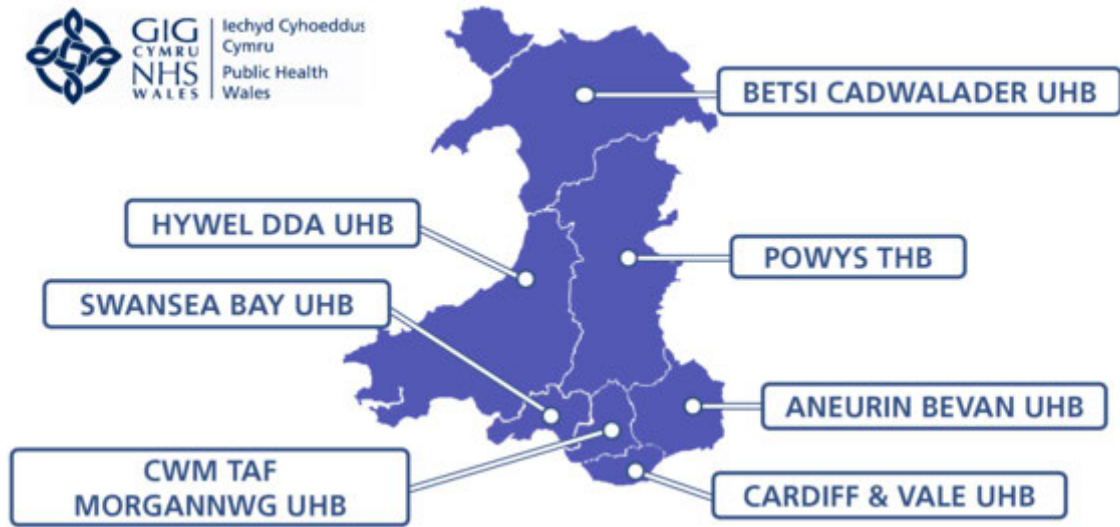 GIG
CYMRU
NHS
WALES
Iechyd Cyhoeddus
Cymru
Public Health
Wales
BETSI CADWALADER UHB
HYWEL DDA UHB
POWYS THB
SWANSEA BAY UHB
ANEURIN BEVAN UHB
CWM TAF
MORGANNWG UHB
CARDIFF & VALE UHB